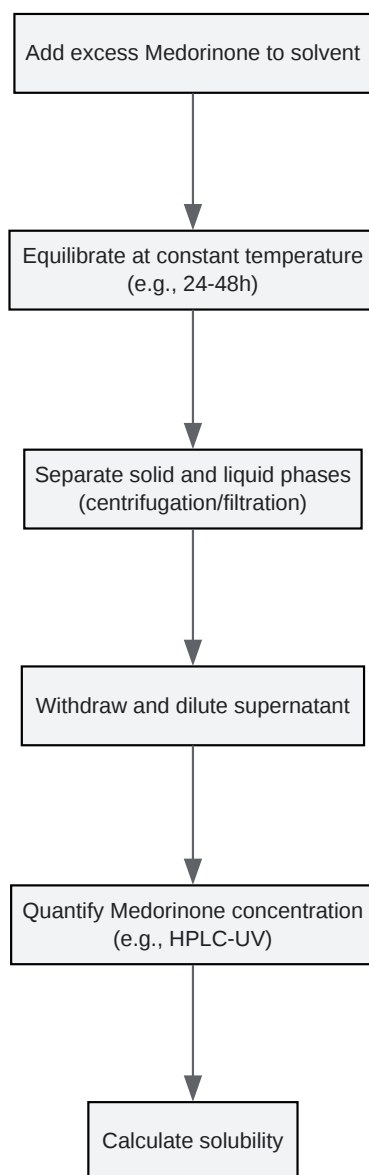 Add excess Medorinone to solvent
Equilibrate at constant temperature
(e.g., 24-48h)
Separate solid and liquid phases
(centrifugation/filtration)
Withdraw and dilute supernatant
Quantify Medorinone concentration
(e.g., HPLC-UV)
Calculate solubility